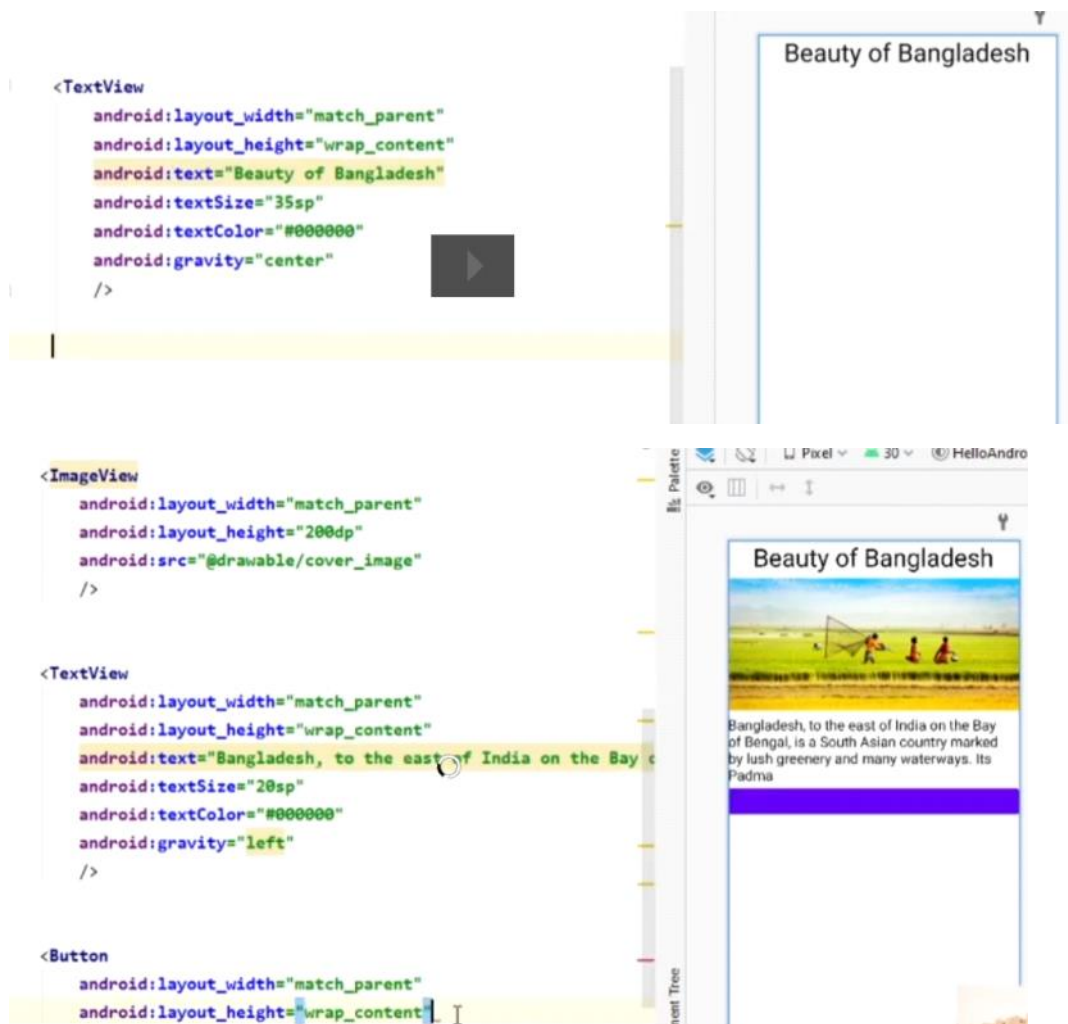 Beauty of Bangladesh
<TextView
android:layout_width="match_parent"
android:layout_height="wrap_content"
android:text="Beauty of Bangladesh"
android:textSize="35sp"
android:textColor="#000000"
android:gravity="center"
/>
<ImageView
android:layout_width="match_parent"
android:layout_height="200dp"
android:src="@drawable/cover_image"
/>
<TextView
android:layout_width="match_parent"
android:layout_height="wrap_content"
android:text="Bangladesh, to the east of India on the Bay
android:textSize="20sp"
android:textColor="#000000"
android:gravity="left"
/>
<Button
android:layout_width="match_parent"
android:layout_height="wrap_content"
Palette
Pixel 30 HelloAndro
Beauty of Bangladesh
Bangladesh, to the east of India on the Bay
of Bengal, is a South Asian country marked
by lush greenery and many waterways. Its
Padma
nent Tree